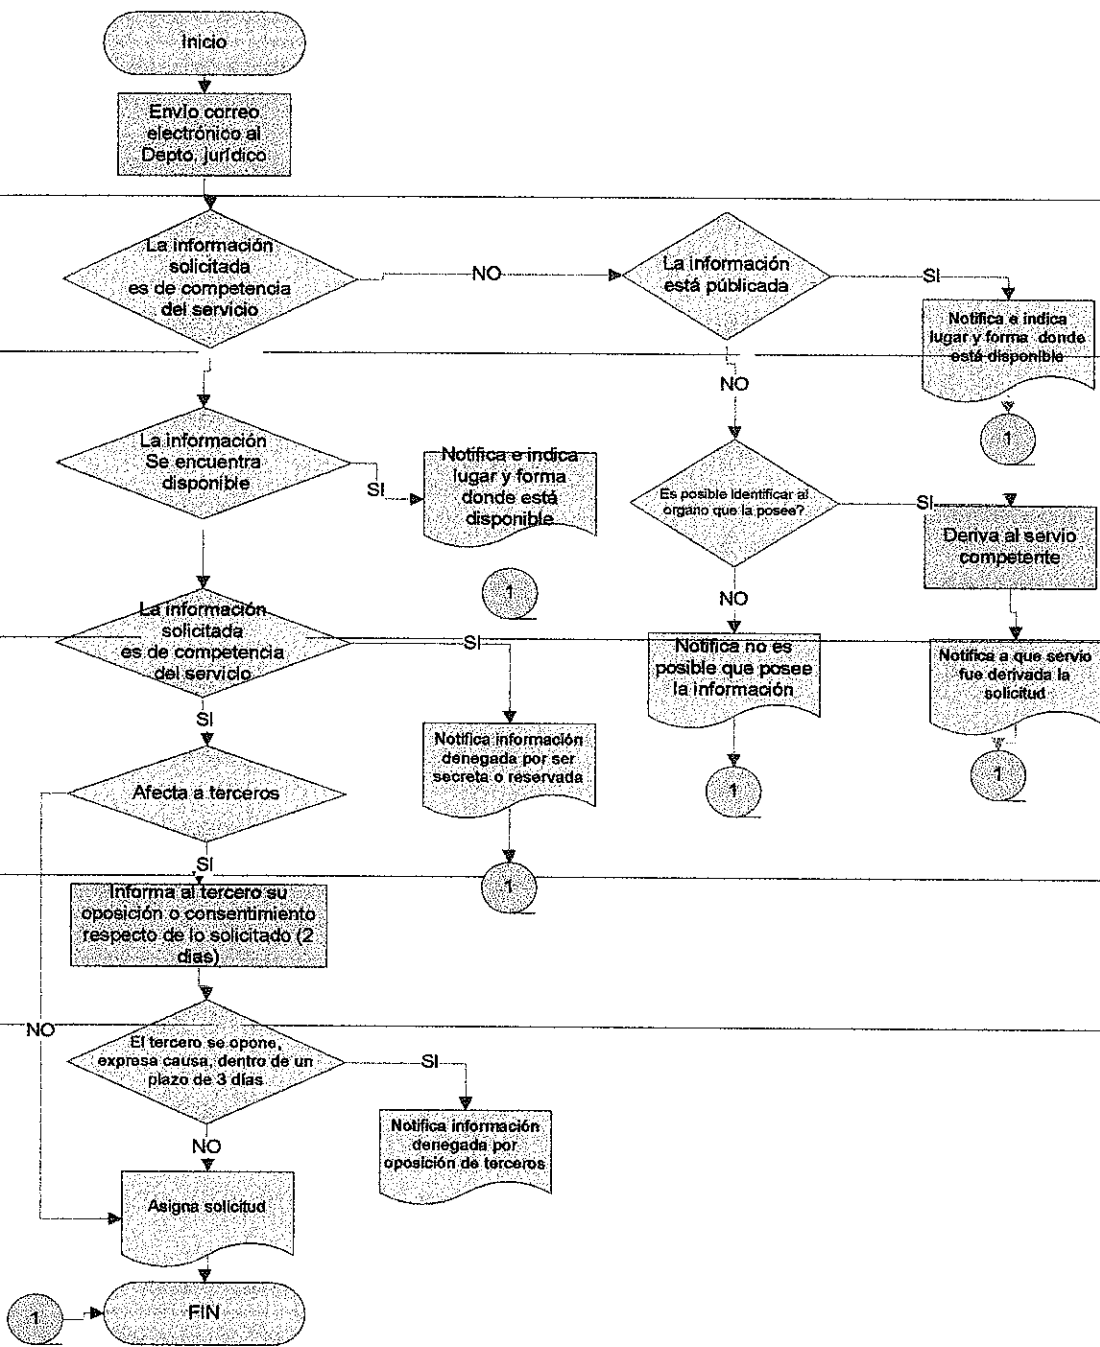 Inicio
Envío correo
electrónico al
Depto. jurídico
La información
solicitada
es de competencia
del servicio
NO
La información
está públicada
SI
Notifica e indica
lugar y forma donde
está disponible
1
NO
La información
Se encuentra
disponible
SI
Notifica e indica
lugar y forma
donde está
disponible
1
Es posible identificar al
organo que la posee?
SI
Deriva al servio
competente
NO
La información
solicitada
es de competencia
del servicio
SI
Notifica no es
posible que posee
la información
1
Notifica a que servio
fue derivada la
solicitud
1
SI
Notifica información
denegada por ser
secreta o reservada
1
Afecta a terceros
SI
Informa al tercero su
oposición o consentimiento
respecto de lo solicitado (2
dias)
NO
El tercero se opone,
expresa causa, dentro de un
plazo de 3 días
SI
Notifica información
denegada por
oposición de terceros
NO
Asigna solicitud
1
FIN